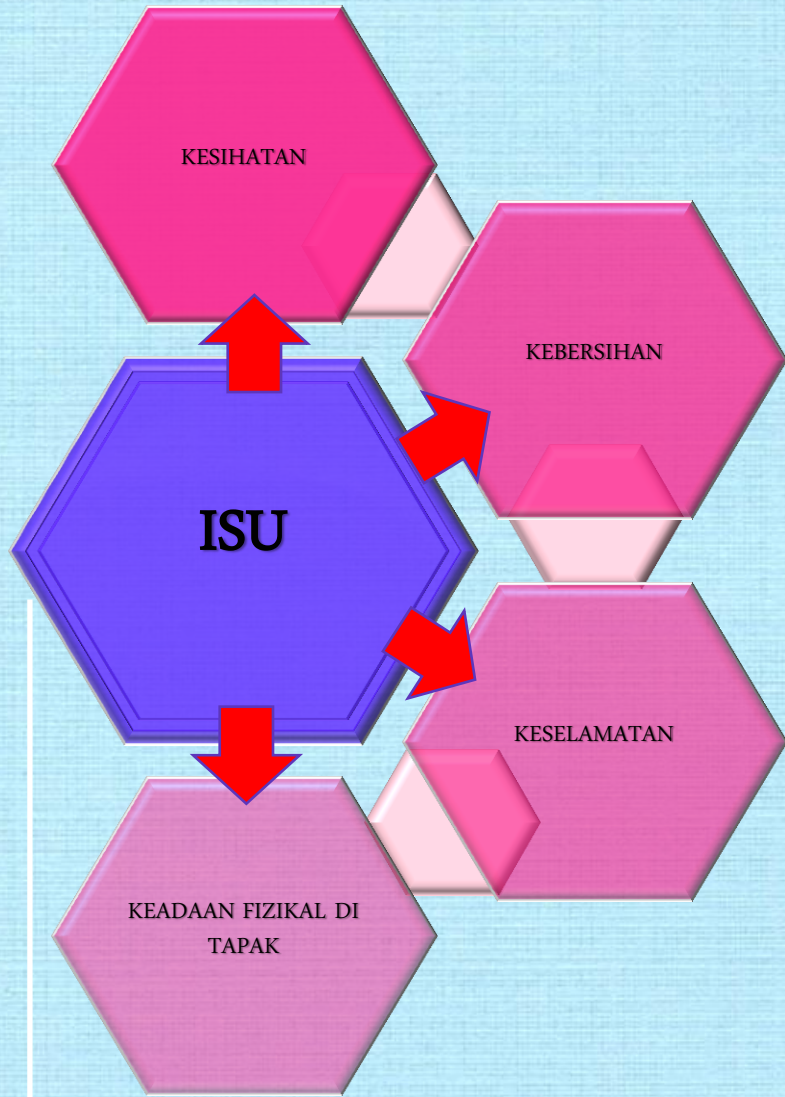 KESIHATAN
KEBERSIHAN
ISU
KESELAMATAN
KEADAAN FIZIKAL DI
TAPAK